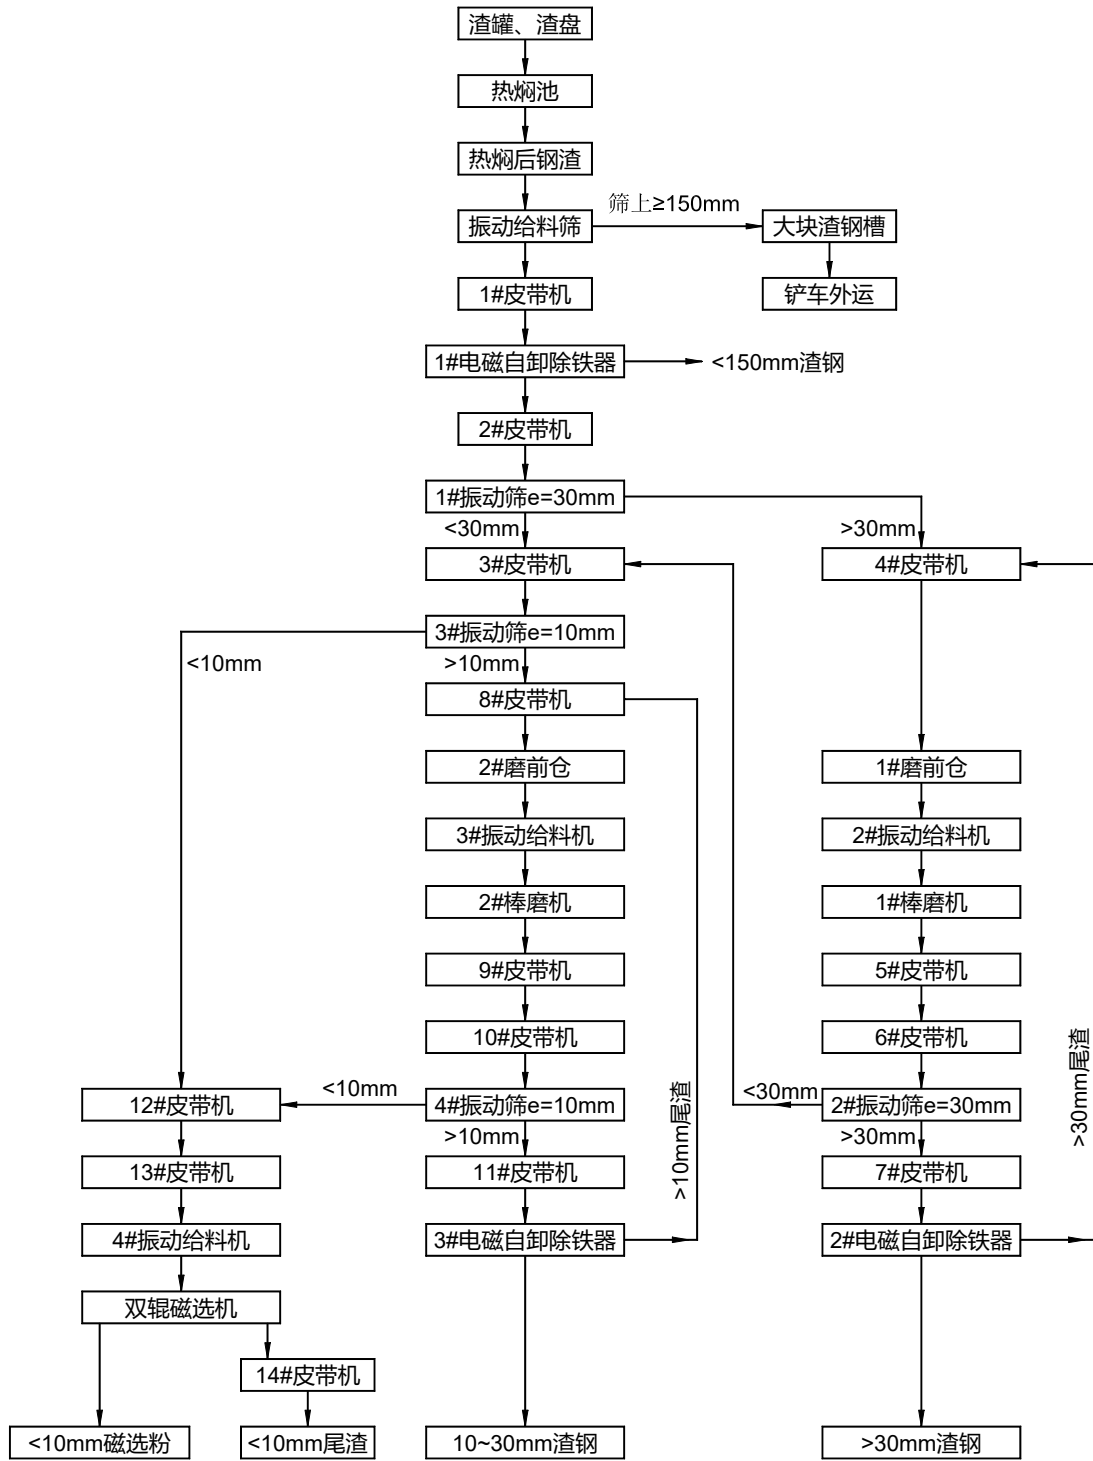 渣罐、渣盘
热焖池
热焖后钢渣
筛上≥150mm
振动给料筛
大块渣钢槽
1#皮带机
铲车外运
1#电磁自卸除铁器
<150mm渣钢
2#皮带机
1#振动筛e=30mm
<30mm
>30mm
3#皮带机
4#皮带机
3#振动筛e=10mm
<10mm
>10mm
8#皮带机
2#磨前仓
1#磨前仓
3#振动给料机
2#振动给料机
2#棒磨机
1#棒磨机
9#皮带机
5#皮带机
10#皮带机
6#皮带机
>30mm尾渣
<10mm
<30mm
12#皮带机
4#振动筛e=10mm
2#振动筛e=30mm
>10mm
>10mm尾渣
>30mm
13#皮带机
11#皮带机
7#皮带机
4#振动给料机
3#电磁自卸除铁器
2#电磁自卸除铁器
双辊磁选机
14#皮带机
<10mm磁选粉
<10mm尾渣
10~30mm渣钢
>30mm渣钢